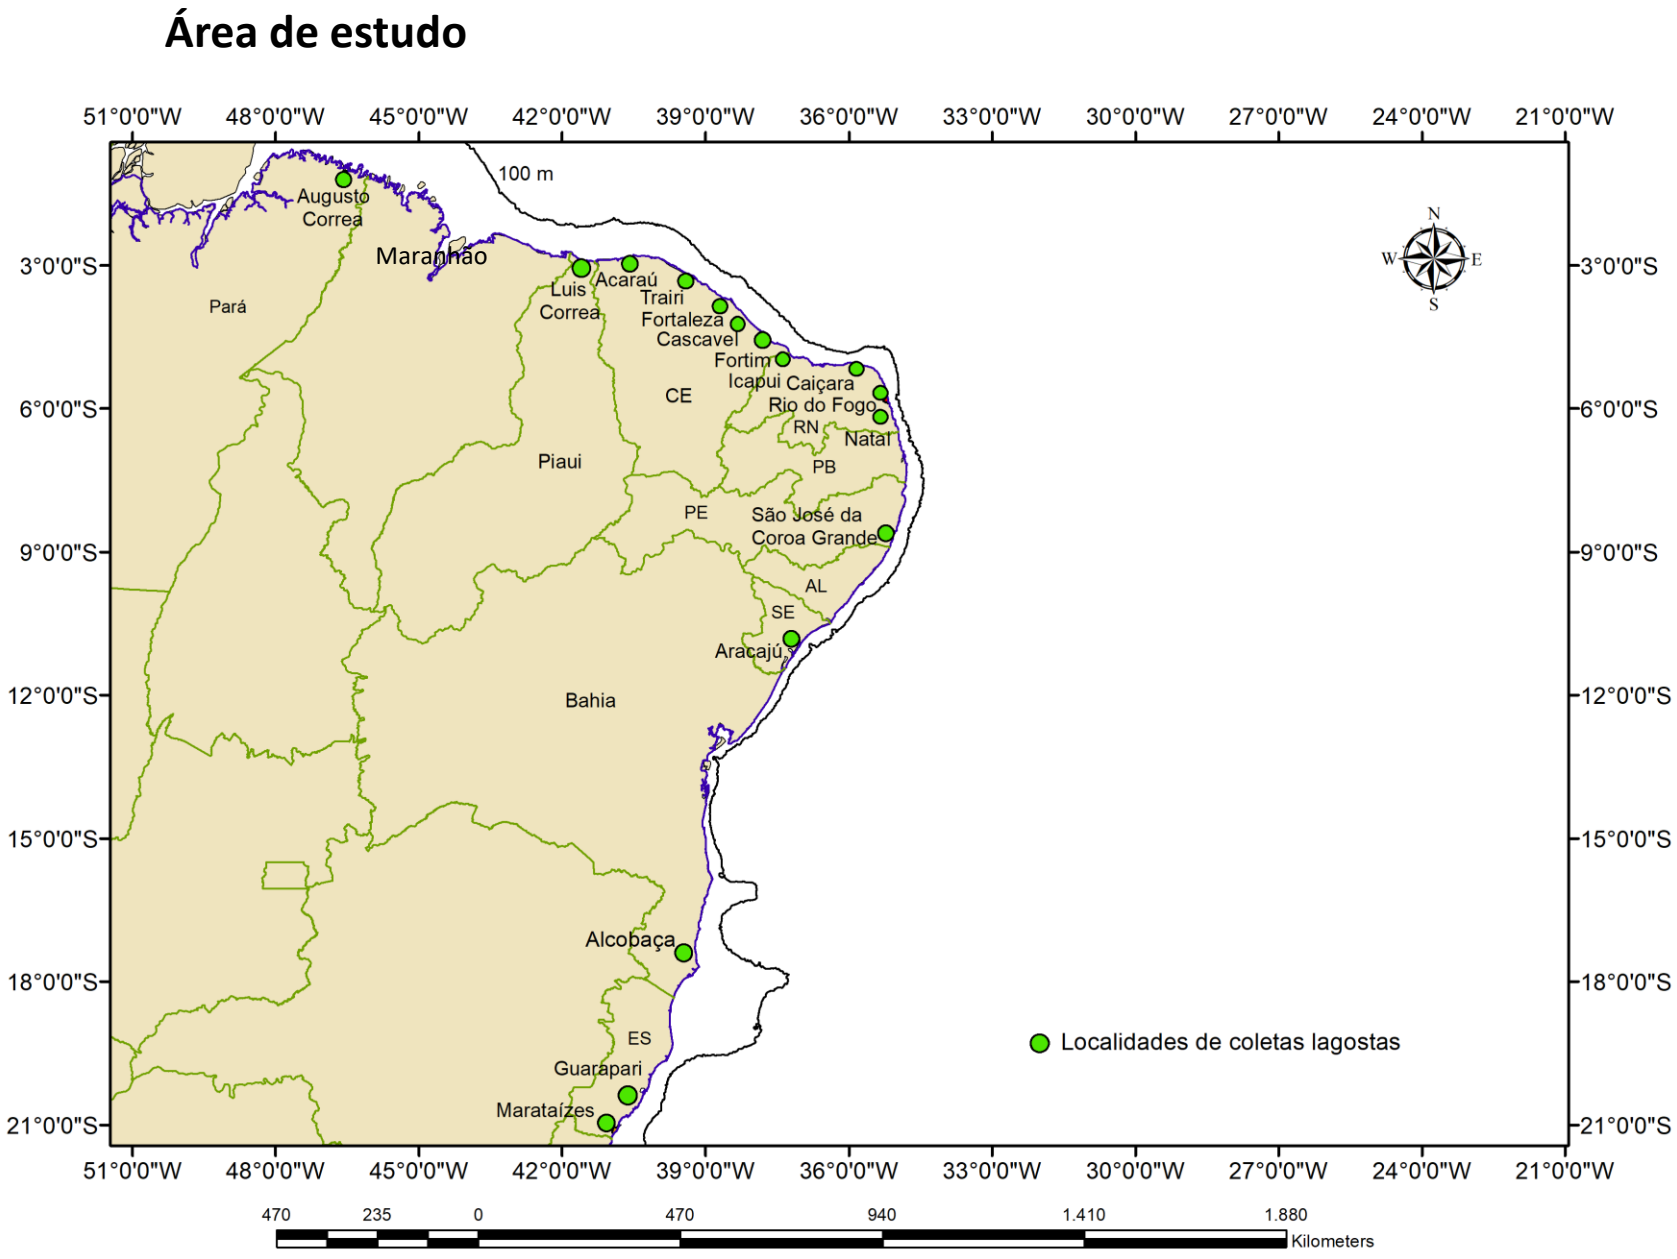 Área de estudo
51°0'0"W 48°0'0"W 45°0'0"W 42°0'0"W 39°0'0"W 36°0'0"W 33°0'0"W 30°0'0"W 27°0'0"W 24°0'0"W 21°0'0"W
100 m
Augusto
Correa
N
Maranhão
W E
3°0'0"S 3°0'0"S
S
Acaraú
Luis
Correa
Trairi
Pará
Fortaleza
Cascavel
Fortim
Icapui
Caiçara
CE
Rio do Fogo
6°0'0"S 6°0'0"S
RN
Natal
Piaui
PB
PE
São José da
Coroa Grande
9°0'0"S 9°0'0"S
AL
SE
Aracajú
12°0'0"S 12°0'0"S
Bahia
15°0'0"S 15°0'0"S
Alcobaça
18°0'0"S 18°0'0"S
ES
Localidades de coletas lagostas
Guarapari
Marataízes
21°0'0"S 21°0'0"S
51°0'0"W 48°0'0"W 45°0'0"W 42°0'0"W 39°0'0"W 36°0'0"W 33°0'0"W 30°0'0"W 27°0'0"W 24°0'0"W 21°0'0"W
470 235 0 470 940 1.410 1.880
Kilometers